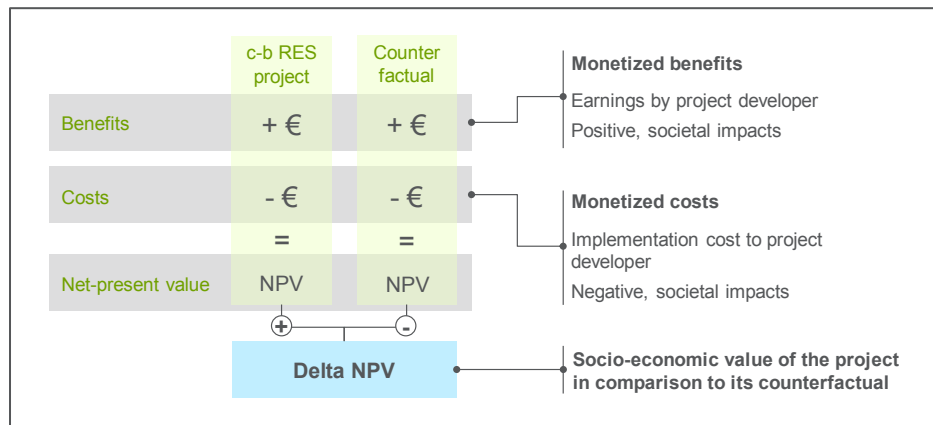 c-b RES
project
Counter
factual
Benefits
+ €
+ €
Costs
- €
- €
=
=
Net-present value
NPV
NPV
+
-
Delta NPV
Monetized benefits
Earnings by project developer
Positive, societal impacts
Monetized costs
Implementation cost to project
developer
Negative, societal impacts
Socio-economic value of the project
in comparison to its counterfactual